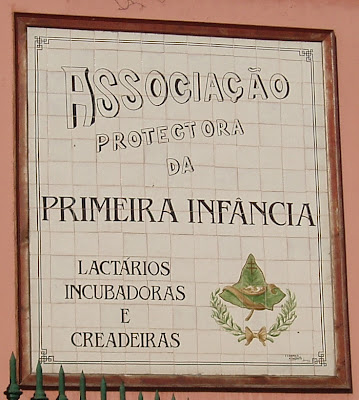 ASSOCIAÇÃO
PROTECTORA
DA
PRIMEIRA INFÂNCIA
LACTÁRIOS
INCUBADORAS
E
CREADEIRAS